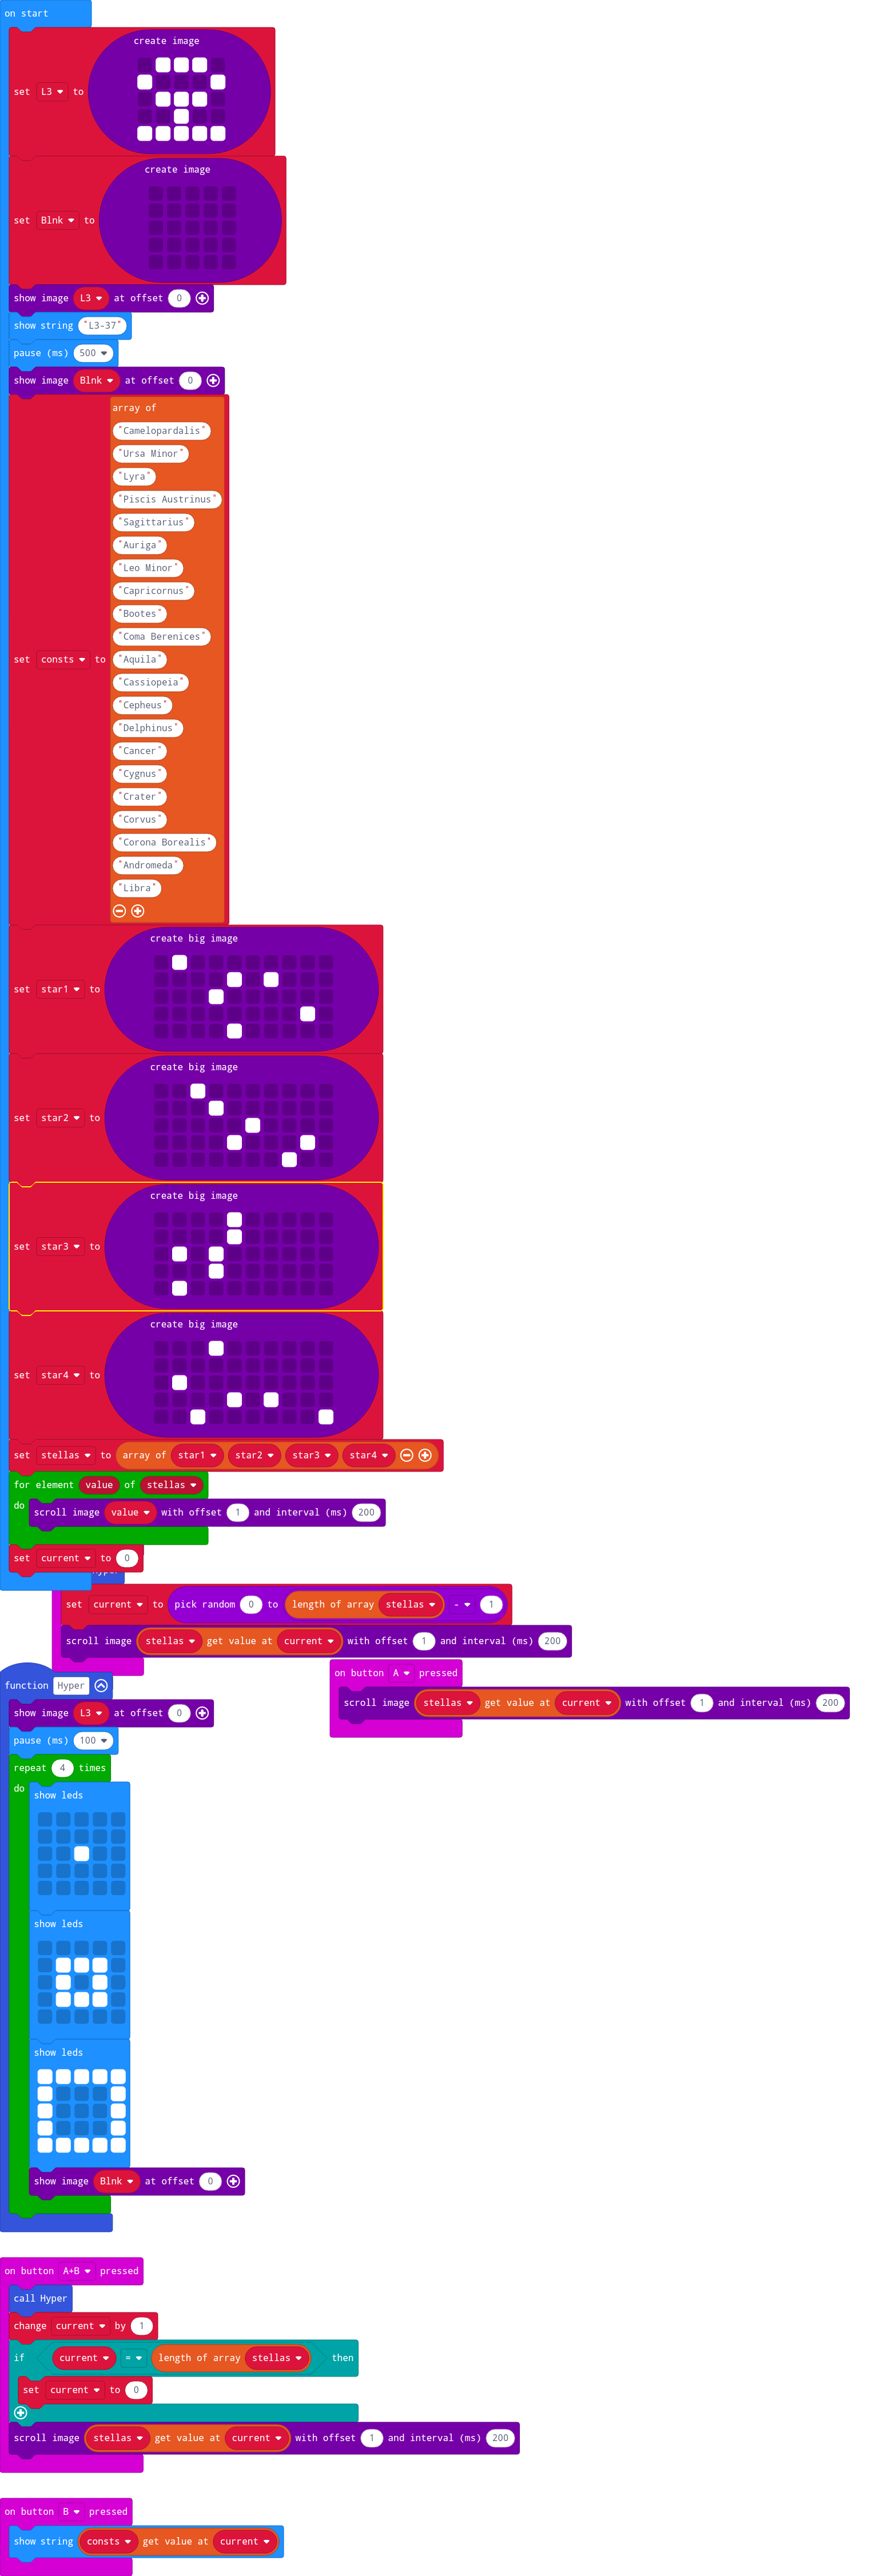 on start
create image
set L3 to
create image
set Blnk to
show image L3 at offset 0
show string "L3-37"
pause (ms) 500
show image Blnk at offset 0
array of
"Camelopardalis"
"Ursa Minor"
"Lyra"
"Piscis Austrinus"
"Sagittarius"
"Auriga"
"Leo Minor"
"Capricornus"
"Bootes"
"Coma Berenices"
set consts to
"Aquila"
"Cassiopeia"
"Cepheus"
"Delphinus"
"Cancer"
"Cygnus"
"Crater"
"Corvus"
"Corona Borealis"
"Andromeda"
"Libra"
create big image
set star1 to
create big image
set star2 to
create big image
set star3 to
create big image
set star4 to
set stellas to array of star1 star2 star3 star4
for element value of stellas
do scroll image value with offset 1 and interval (ms) 200
set current to 0
set current to pick random 0 to length of array stellas - 1
scroll image stellas get value at current with offset 1 and interval (ms) 200
on button A pressed
scroll image stellas get value at current with offset 1 and interval (ms) 200
function Hyper
show image L3 at offset 0
pause (ms) 100
repeat 4 times
do show leds
show leds
show leds
show image Blnk at offset 0
on button A+B pressed
call Hyper
change current by 1
if current = length of array stellas then
set current to 0
scroll image stellas get value at current with offset 1 and interval (ms) 200
on button B pressed
show string consts get value at current